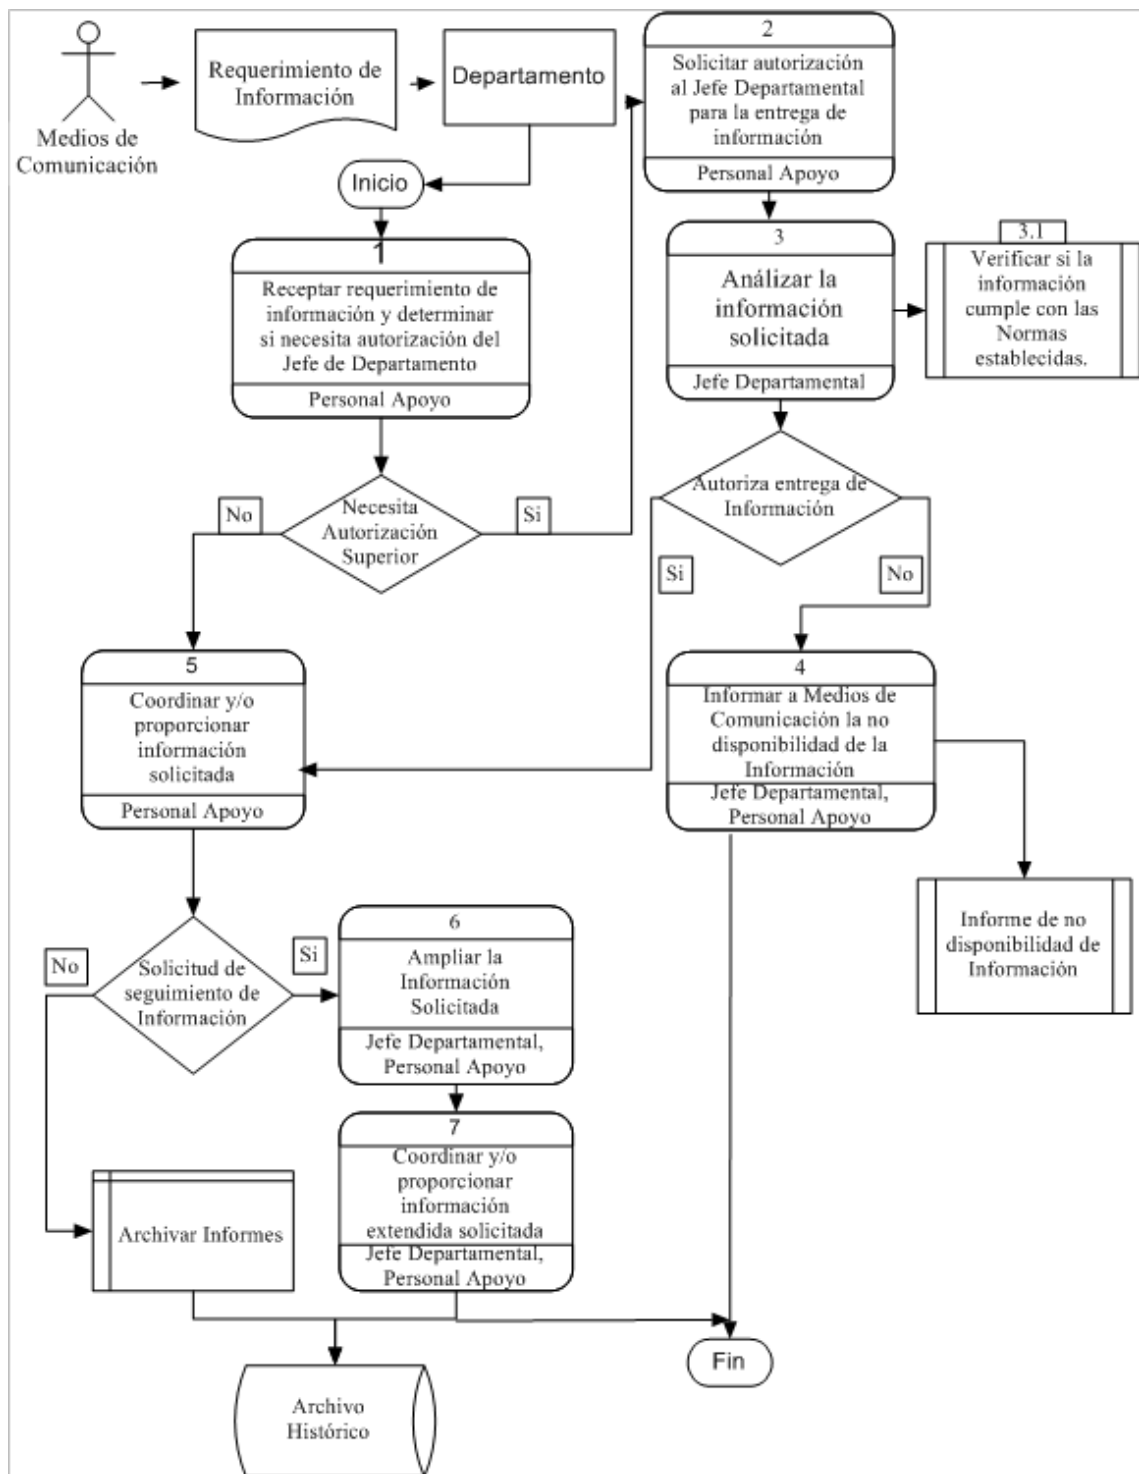 Medios de
Comunicación
Requerimiento de
Información
Departamento
Inicio
1
Receptar requerimiento de
información y determinar
si necesita autorización del
Jefe de Departamento
Personal Apoyo
Necesita
Autorización
Superior
No
Si
2
Solicitar autorización
al Jefe Departamental
para la entrega de
información
Personal Apoyo
3
Análizar la
información
solicitada
Jefe Departamental
3.1
Verificar si la
información
cumple con las
Normas
establecidas.
Autoriza entrega de
Información
Si
No
4
Informar a Medios de
Comunicación la no
disponibilidad de la
Información
Jefe Departamental,
Personal Apoyo
Informe de no
disponibilidad de
Información
5
Coordinar y/o
proporcionar
información
solicitada
Personal Apoyo
Solicitud de
seguimiento de
Información
No
Si
6
Ampliar la
Información
Solicitada
Jefe Departamental,
Personal Apoyo
7
Coordinar y/o
proporcionar
información
extendida solicitada
Jefe Departamental,
Personal Apoyo
Archivar Informes
Archivo
Histórico
Fin